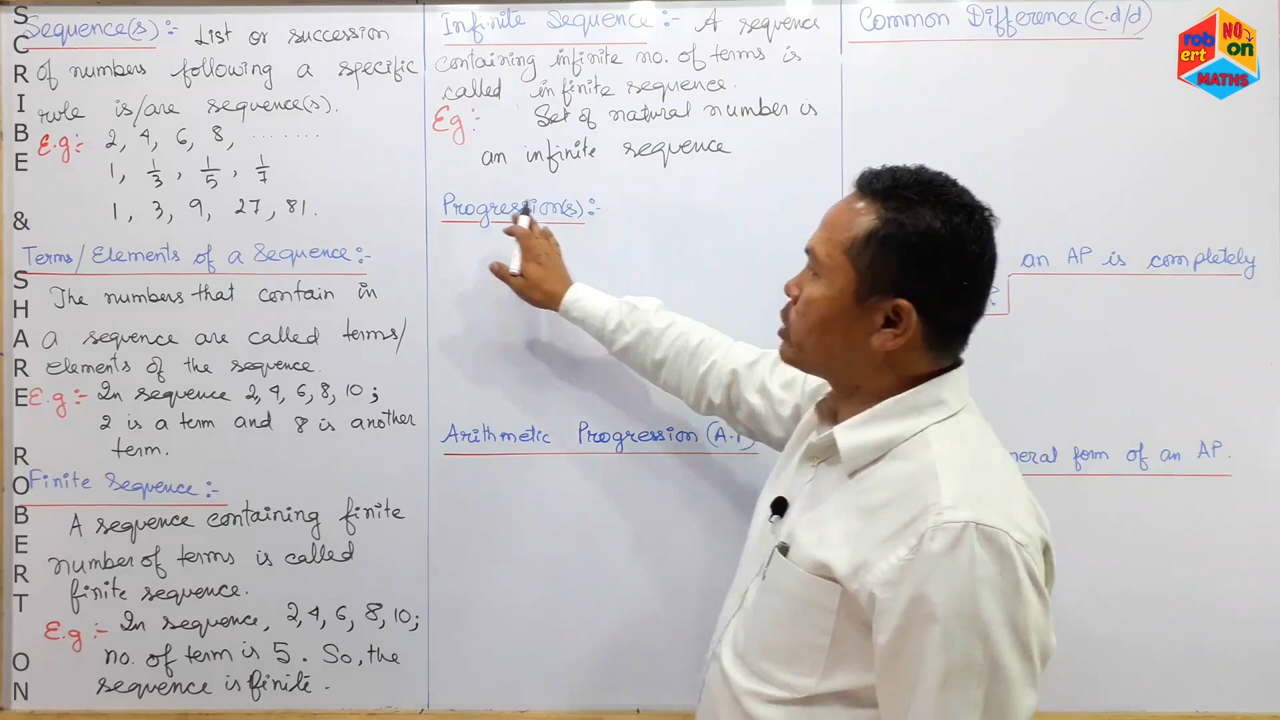 SCRIBE & SHARE ROBERT ON
Sequence(s) :-  List or succession
of numbers following a specific
rule is/are sequence(s).
E.g :- 2, 4, 6, 8, ........
1, 1/3, 1/5, 1/7
1, 3, 9, 27, 81.
Terms/Elements of a Sequence :-
The numbers that contain in
a sequence are called terms/
elements of the sequence.
E.g :- In sequence 2, 4, 6, 8, 10 ;
2 is a term and 8 is another
term.
Finite Sequence :-
A sequence containing finite
number of terms is called
finite sequence.
E.g :- In sequence, 2, 4, 6, 8, 10;
no. of term is 5. So, the
sequence is finite.
Infinite Sequence :- A sequence
containing infinite no. of terms is
called infinite sequence.
Eg :- Set of natural number is
an infinite sequence
Progression(s) :-
Arithmetic Progression (A.P)
Common Difference (c.d/d)
an AP is completely
form of an AP.
robert
NO on
MATHS